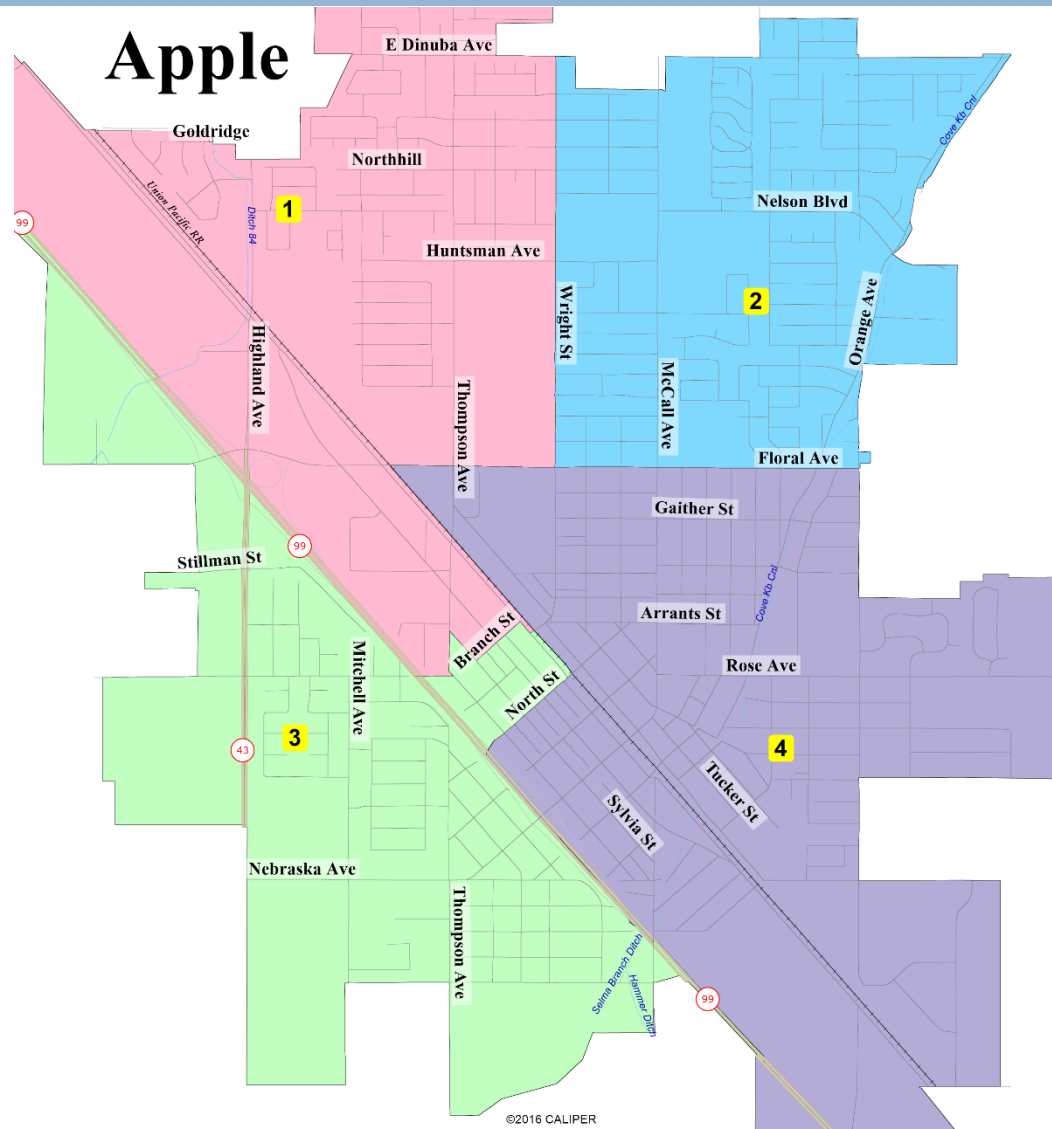 Apple
E Dinuba Ave
Goldridge
Northhill
Union Pacific RR
Ditch 84
1
99
Huntsman Ave
Cove Kb Cnl
Nelson Blvd
2
Wright St
Orange Ave
Highland Ave
McCall Ave
Thompson Ave
Floral Ave
Gaither St
99
Stillman St
Cove Kb Cnl
Arrants St
Branch St
Rose Ave
Mitchell Ave
North St
3
43
4
Tucker St
Sylvia St
Nebraska Ave
Thompson Ave
Selma Branch Ditch
Hammer Ditch
99
©2016 CALIPER